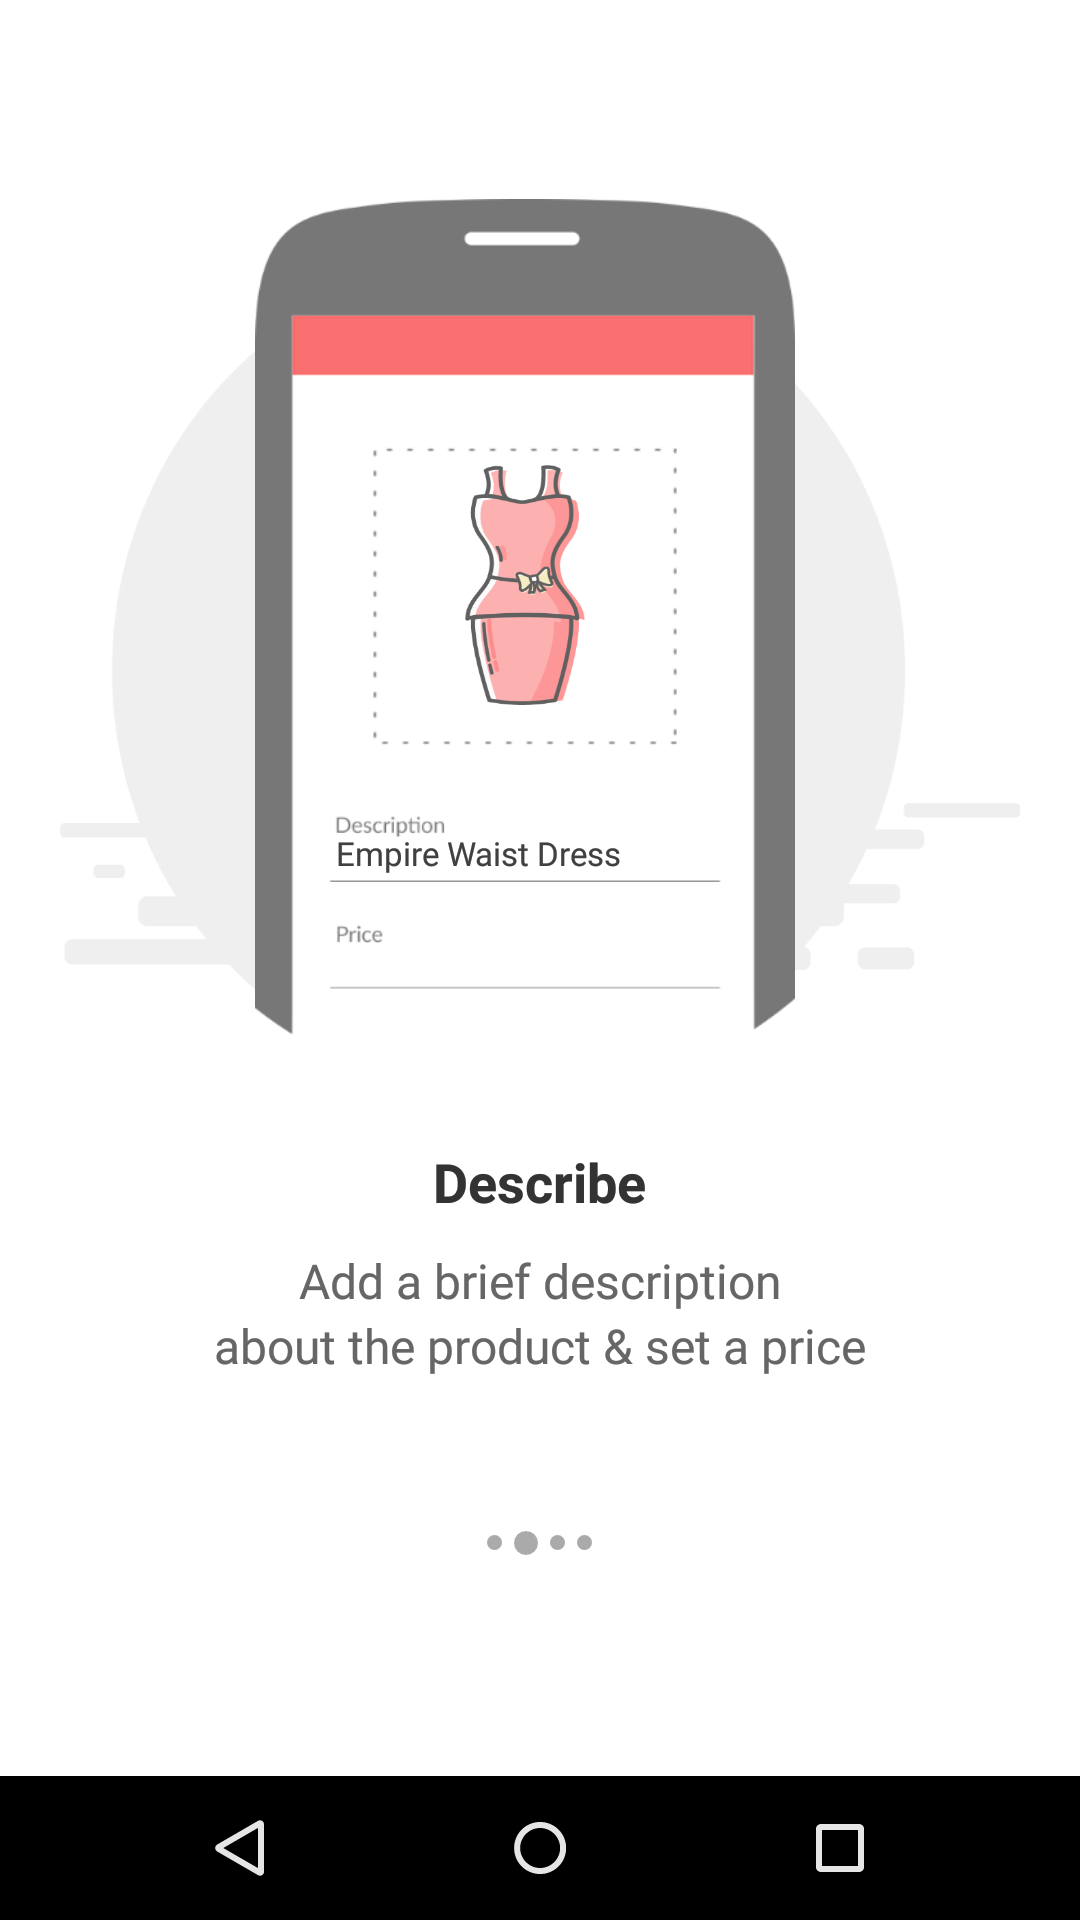 Description
Empire Waist Dress
Price
Describe
Add a brief description
about the product & set a price